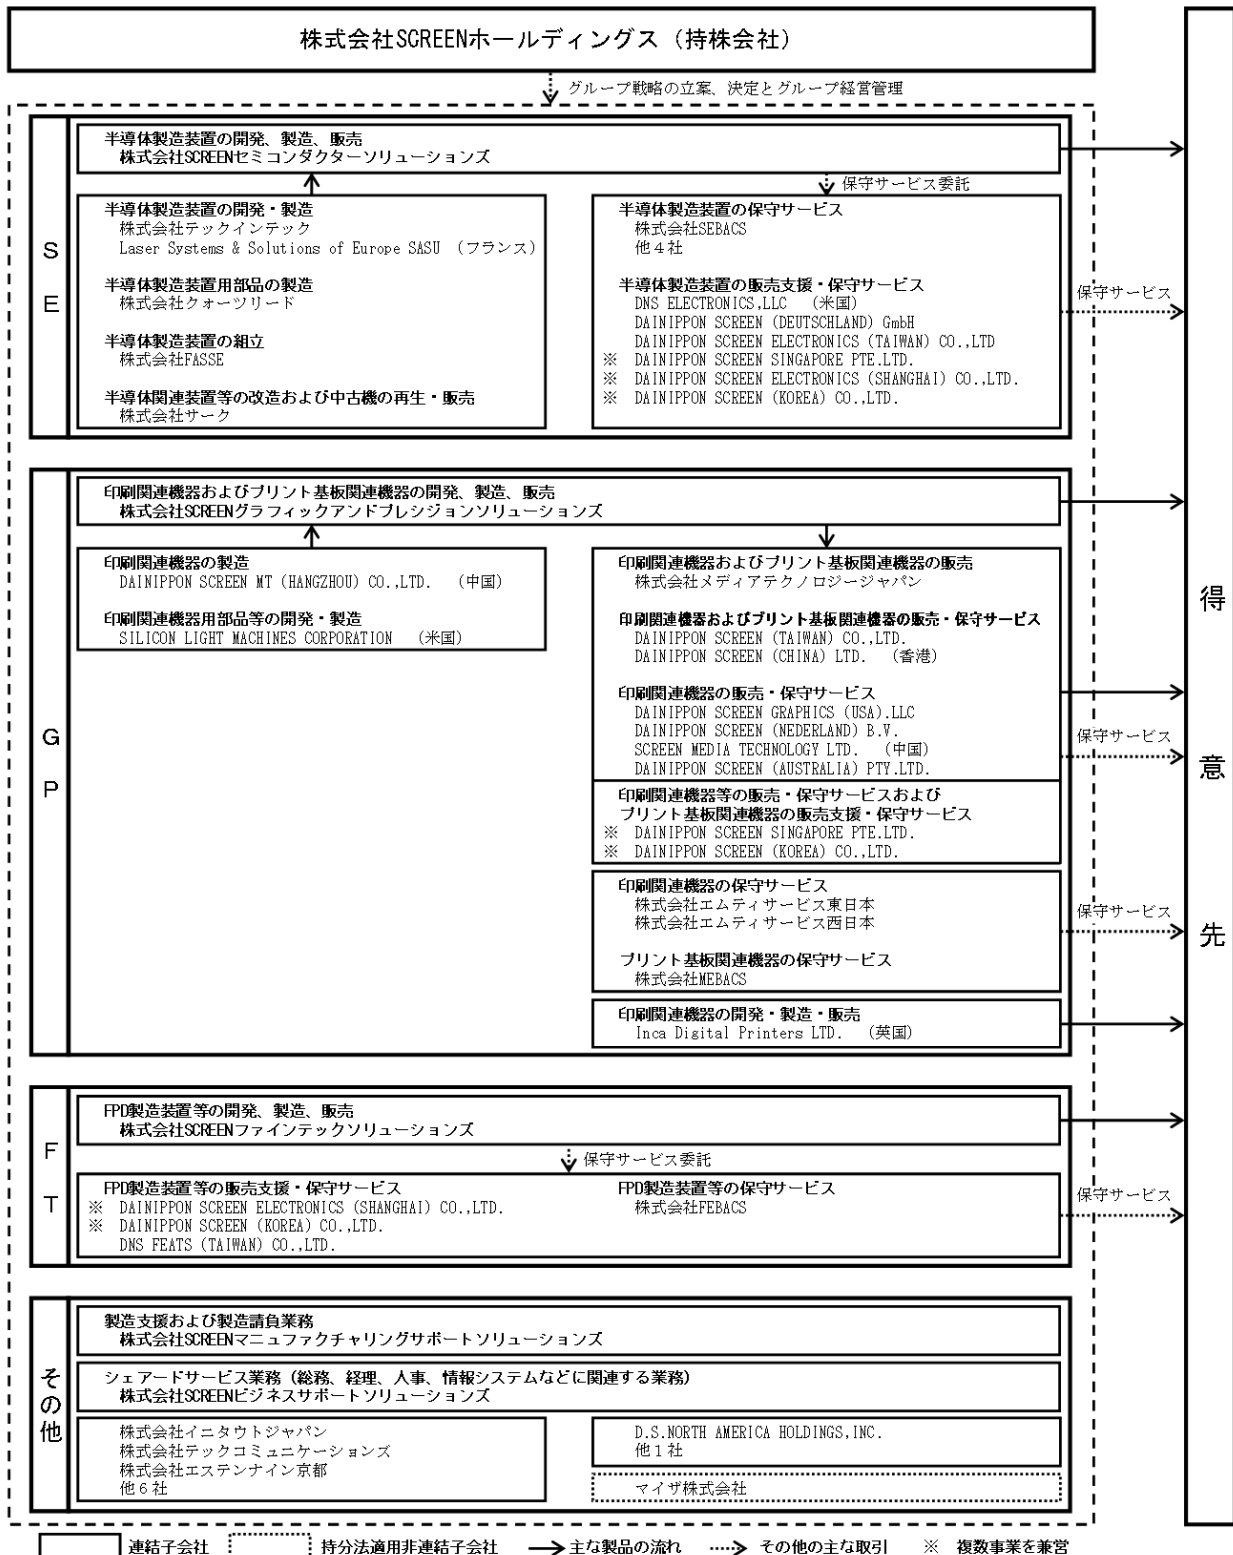 株式会社SCREENホールディングス（持株会社）
グループ戦略の立案、決定とグループ経営管理
S E
半導体製造装置の開発、製造、販売
株式会社SCREENセミコンダクターソリューションズ
保守サービス委託
半導体製造装置の開発・製造
株式会社テックインテック
Laser Systems & Solutions of Europe SASU （フランス）
半導体製造装置用部品の製造
株式会社クォーツリード
半導体製造装置の組立
株式会社FASSE
半導体関連装置等の改造および中古機の再生・販売
株式会社サーク
半導体製造装置の保守サービス
株式会社SEBACS
他４社
半導体製造装置の販売支援・保守サービス
DNS ELECTRONICS,LLC （米国）
DAINIPPON SCREEN (DEUTSCHLAND) GmbH
DAINIPPON SCREEN ELECTRONICS (TAIWAN) CO.,LTD
※ DAINIPPON SCREEN SINGAPORE PTE.LTD.
※ DAINIPPON SCREEN ELECTRONICS (SHANGHAI) CO.,LTD.
※ DAINIPPON SCREEN (KOREA) CO.,LTD.
保守サービス
G P
印刷関連機器およびプリント基板関連機器の開発、製造、販売
株式会社SCREENグラフィックアンドプレシジョンソリューションズ
印刷関連機器の製造
DAINIPPON SCREEN MT (HANGZHOU) CO.,LTD. （中国）
印刷関連機器用部品等の開発・製造
SILICON LIGHT MACHINES CORPORATION （米国）
印刷関連機器およびプリント基板関連機器の販売
株式会社メディアテクノロジージャパン
印刷関連機器およびプリント基板関連機器の販売・保守サービス
DAINIPPON SCREEN (TAIWAN) CO.,LTD.
DAINIPPON SCREEN (CHINA) LTD. （香港）
印刷関連機器の販売・保守サービス
DAINIPPON SCREEN GRAPHICS (USA).LLC
DAINIPPON SCREEN (NEDERLAND) B.V.
SCREEN MEDIA TECHNOLOGY LTD. （中国）
DAINIPPON SCREEN (AUSTRALIA) PTY.LTD.
保守サービス
印刷関連機器等の販売・保守サービスおよび
プリント基板関連機器の販売支援・保守サービス
※ DAINIPPON SCREEN SINGAPORE PTE.LTD.
※ DAINIPPON SCREEN (KOREA) CO.,LTD.
印刷関連機器の保守サービス
株式会社エムティサービス東日本
株式会社エムティサービス西日本
プリント基板関連機器の保守サービス
株式会社MEBACS
保守サービス
印刷関連機器の開発・製造・販売
Inca Digital Printers LTD. （英国）
F T
FPD製造装置等の開発、製造、販売
株式会社SCREENファインテックソリューションズ
保守サービス委託
FPD製造装置等の販売支援・保守サービス
※ DAINIPPON SCREEN ELECTRONICS (SHANGHAI) CO.,LTD.
※ DAINIPPON SCREEN (KOREA) CO.,LTD.
DNS FEATS (TAIWAN) CO.,LTD.
FPD製造装置等の保守サービス
株式会社FEBACS
保守サービス
その他
製造支援および製造請負業務
株式会社SCREENマニュファクチャリングサポートソリューションズ
シェアードサービス業務（総務、経理、人事、情報システムなどに関連する業務）
株式会社SCREENビジネスサポートソリューションズ
株式会社イニタウトジャパン
株式会社テックコミュニケーションズ
株式会社エステンナイン京都
他６社
D.S.NORTH AMERICA HOLDINGS,INC.
他１社
マイザ株式会社
得意先
連結子会社 持分法適用非連結子会社 主な製品の流れ その他の主な取引 ※ 複数事業を兼営